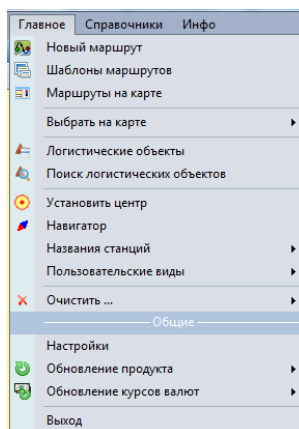 Главное Справочники Инфо
Новый маршрут
Шаблоны маршрутов
Маршруты на карте
Выбрать на карте
Логистические объекты
Поиск логистических объектов
Установить центр
Навигатор
Названия станций
Пользовательские виды
Очистить ...
Общие
Настройки
Обновление продукта
Обновление курсов валют
Выход